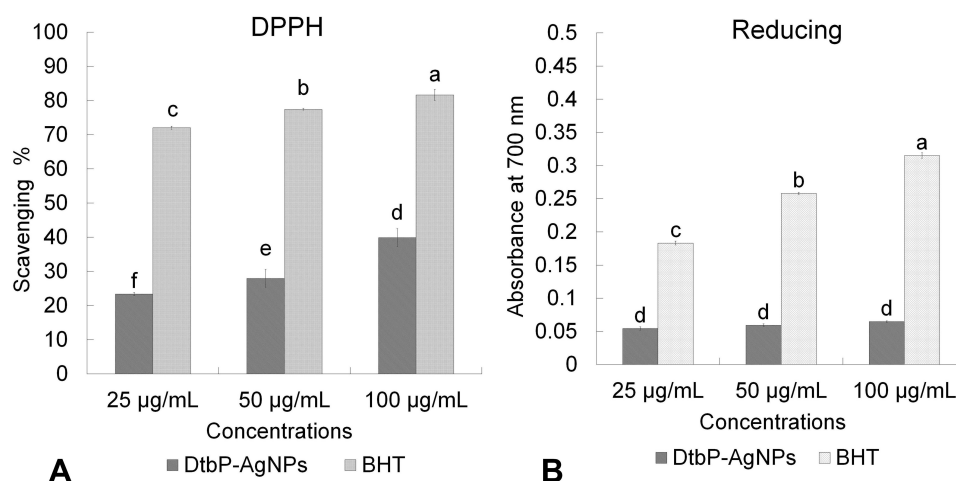 DPPH
100
90
80
70
60
50
40
30
20
10
0
Scavenging %
f
c
e
b
d
a
25 µg/mL 50 µg/mL 100 µg/mL
Concentrations
A
DtbP-AgNPs BHT
Reducing
0.5
0.45
0.4
0.35
0.3
0.25
0.2
0.15
0.1
0.05
0
Absorbance at 700 nm
d
c
d
b
d
a
25 µg/mL 50 µg/mL 100 µg/mL
Concentrations
B
DtbP-AgNPs BHT